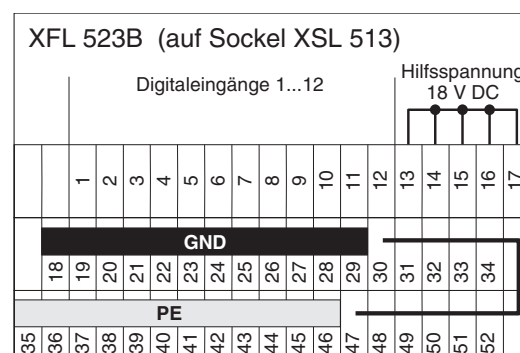 XFL 523B (auf Sockel XSL 513)
Digitaleingänge 1...12
Hilfsspannung
18 V DC
1 2 3 4 5 6 7 8 9 10 11 12 13 14 15 16 17
GND
18 19 20 21 22 23 24 25 26 27 28 29 30 31 32 33 34
PE
35 36 37 38 39 40 41 42 43 44 45 46 47 48 49 50 51 52